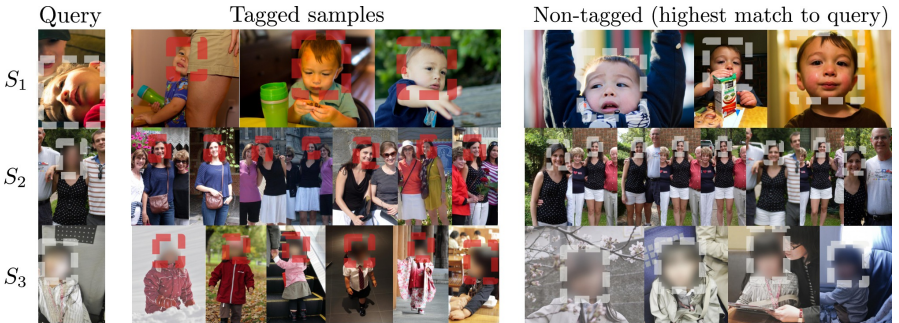 Query
Tagged samples
Non-tagged (highest match to query)
S1
S2
S3